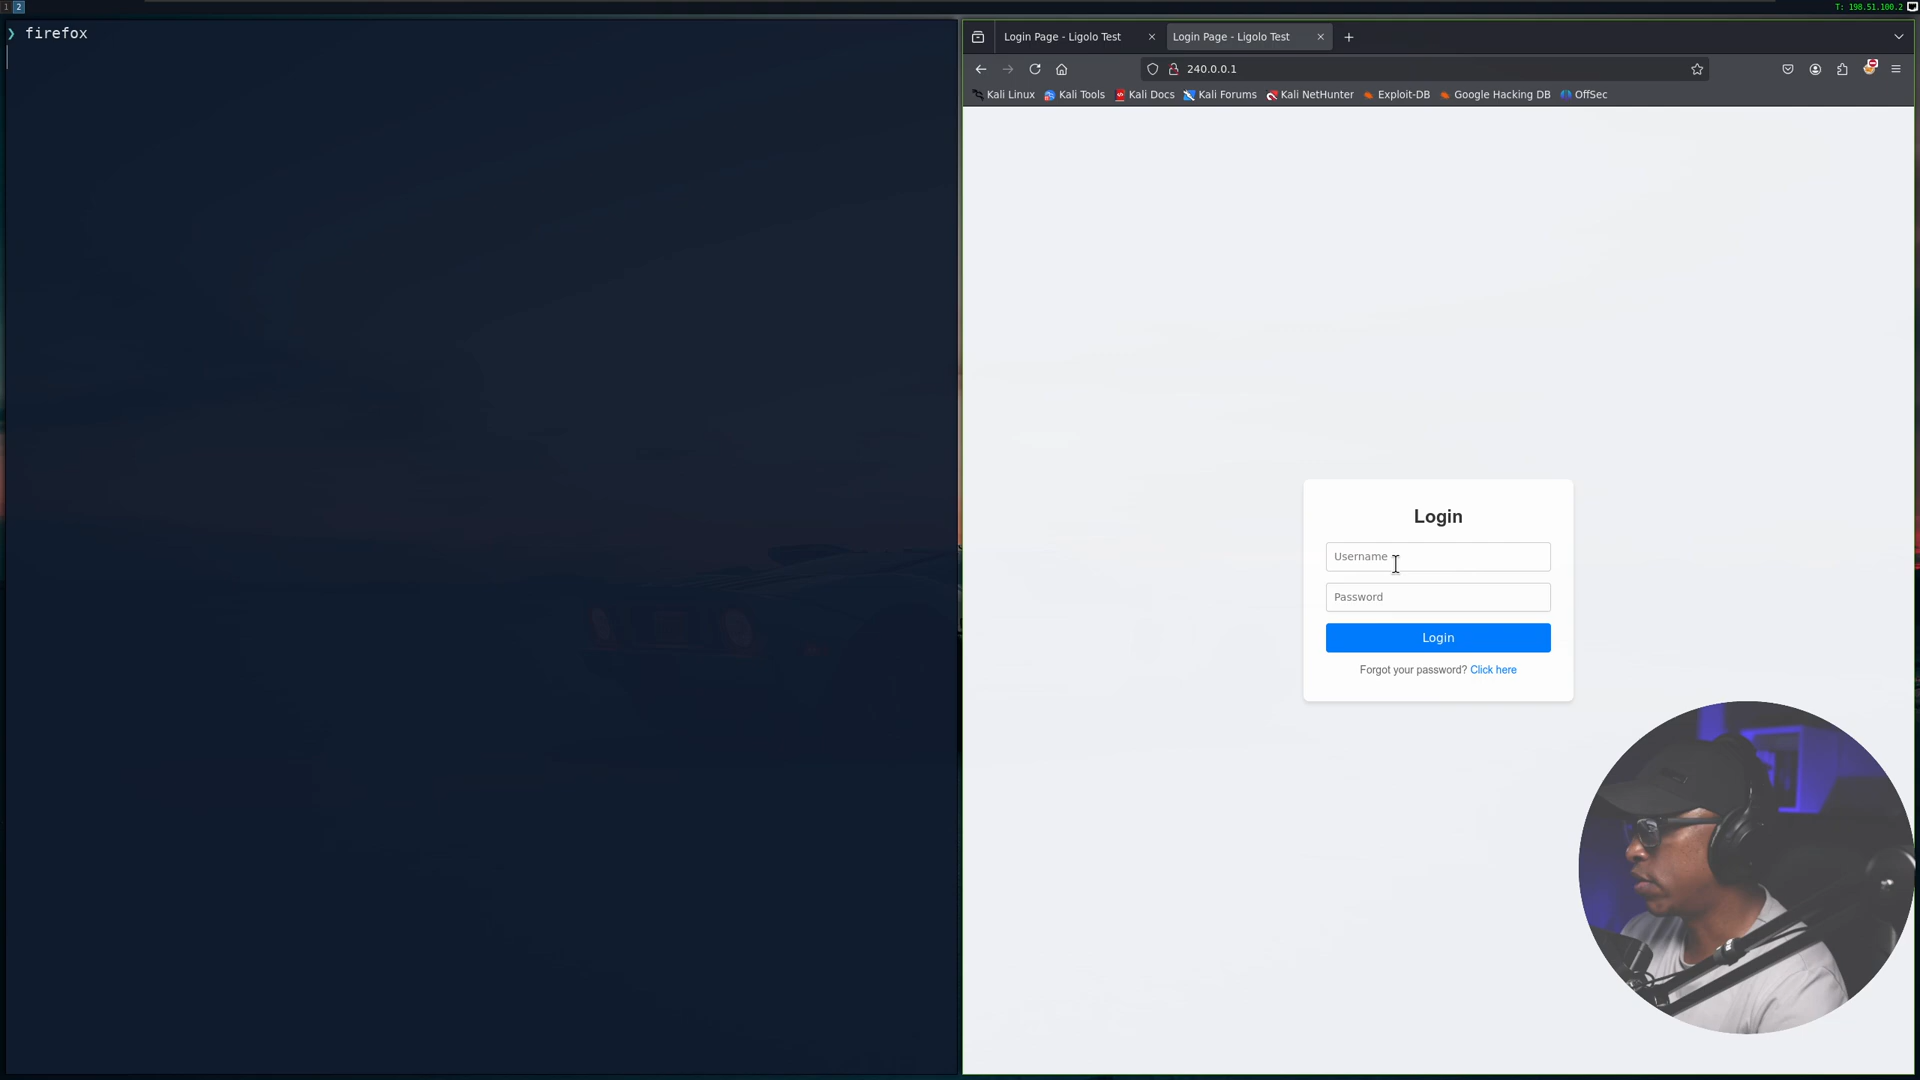 1 2
T: 198.51.100.2
❯ firefox
Login Page - Ligolo Test
Login Page - Ligolo Test
240.0.0.1
Kali Linux
Kali Tools
Kali Docs
Kali Forums
Kali NetHunter
Exploit-DB
Google Hacking DB
OffSec
Login
Username
Password
Login
Forgot your password? Click here